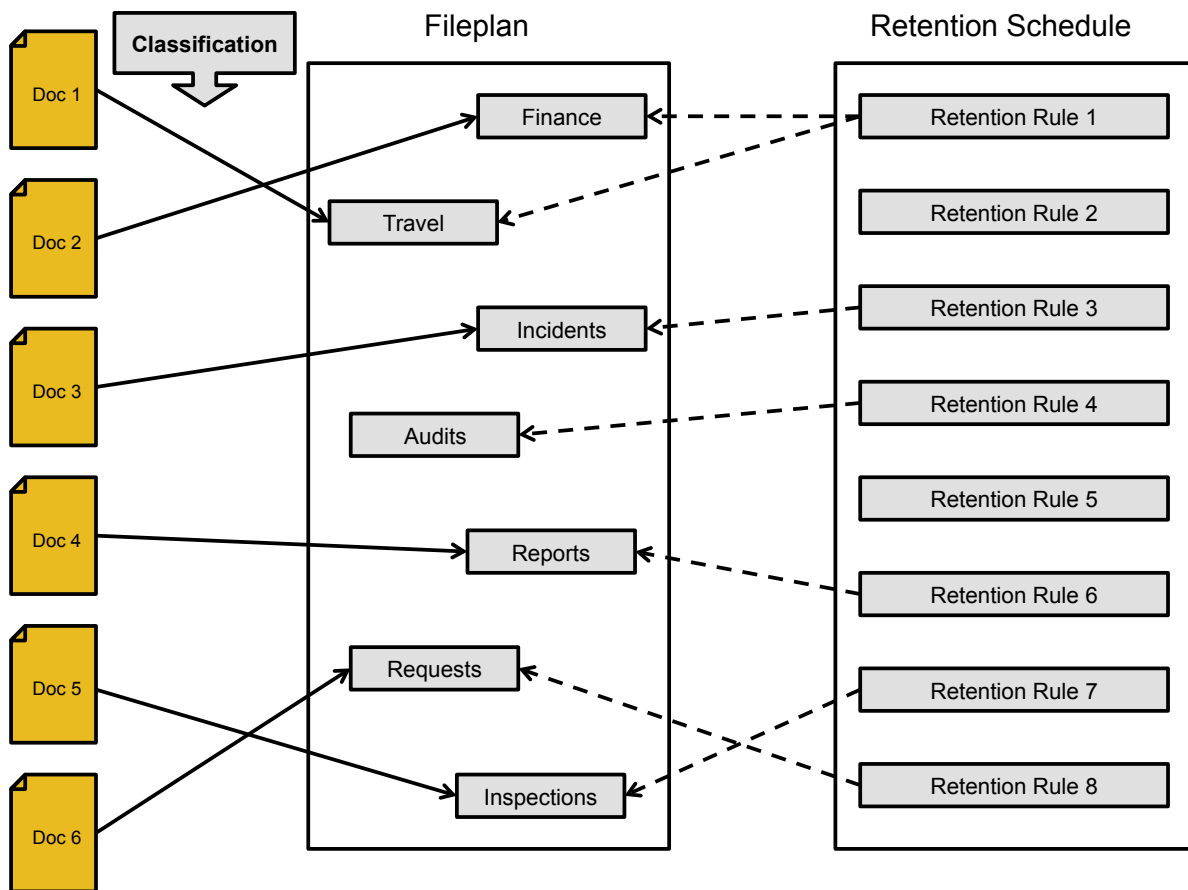 Fileplan
Retention Schedule
Classification
Doc 1
Doc 2
Doc 3
Doc 4
Doc 5
Doc 6
Finance
Travel
Incidents
Audits
Reports
Requests
Inspections
Retention Rule 1
Retention Rule 2
Retention Rule 3
Retention Rule 4
Retention Rule 5
Retention Rule 6
Retention Rule 7
Retention Rule 8